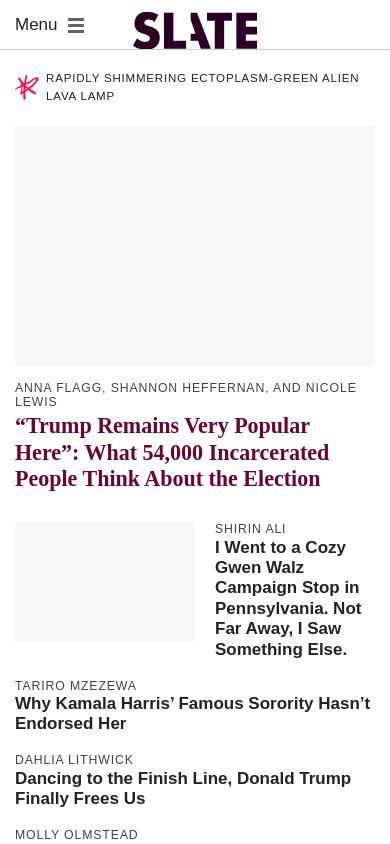 Menu
SLATE
RAPIDLY SHIMMERING ECTOPLASM-GREEN ALIEN
LAVA LAMP
ANNA FLAGG, SHANNON HEFFERNAN, AND NICOLE
LEWIS
“Trump Remains Very Popular
Here”: What 54,000 Incarcerated
People Think About the Election
SHIRIN ALI
I Went to a Cozy
Gwen Walz
Campaign Stop in
Pennsylvania. Not
Far Away, I Saw
Something Else.
TARIRO MZEZEWA
Why Kamala Harris’ Famous Sorority Hasn’t
Endorsed Her
DAHLIA LITHWICK
Dancing to the Finish Line, Donald Trump
Finally Frees Us
MOLLY OLMSTEAD